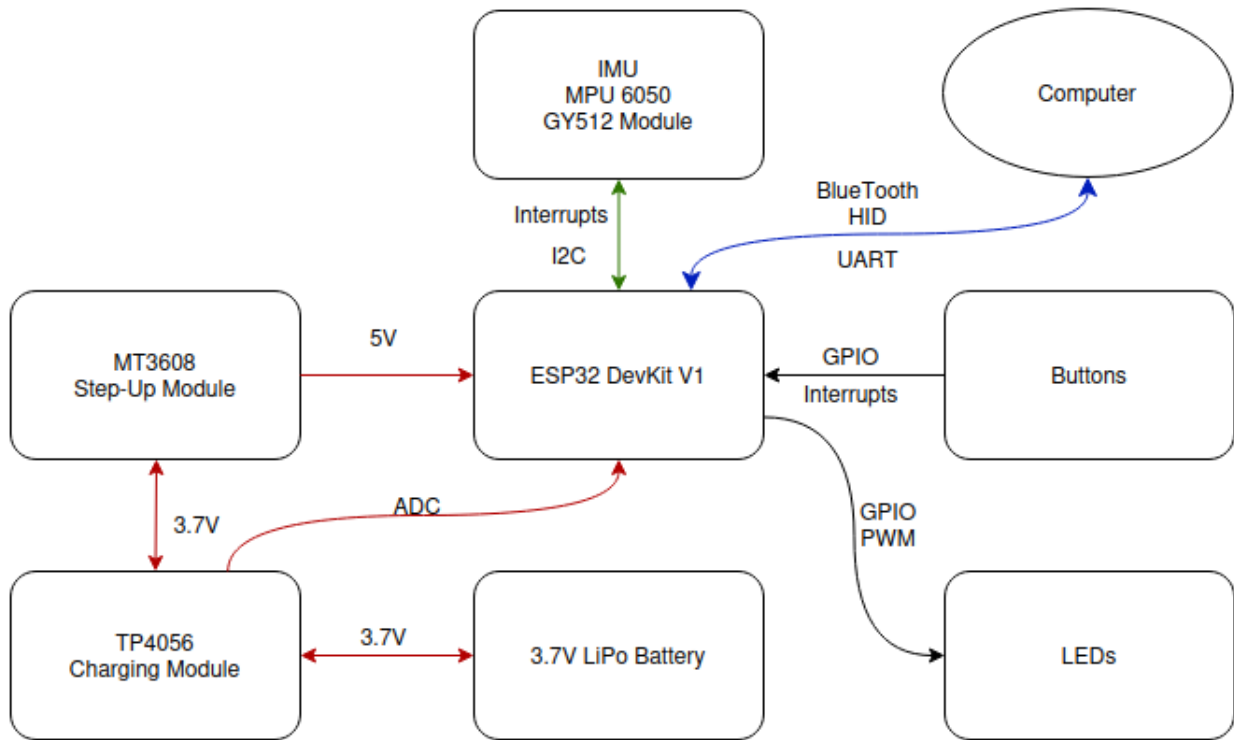 IMU
MPU 6050
GY512 Module
Computer
BlueTooth
HID
UART
Interrupts
I2C
MT3608
Step-Up Module
5V
ESP32 DevKit V1
GPIO
Interrupts
Buttons
3.7V
ADC
GPIO
PWM
TP4056
Charging Module
3.7V
3.7V LiPo Battery
LEDs